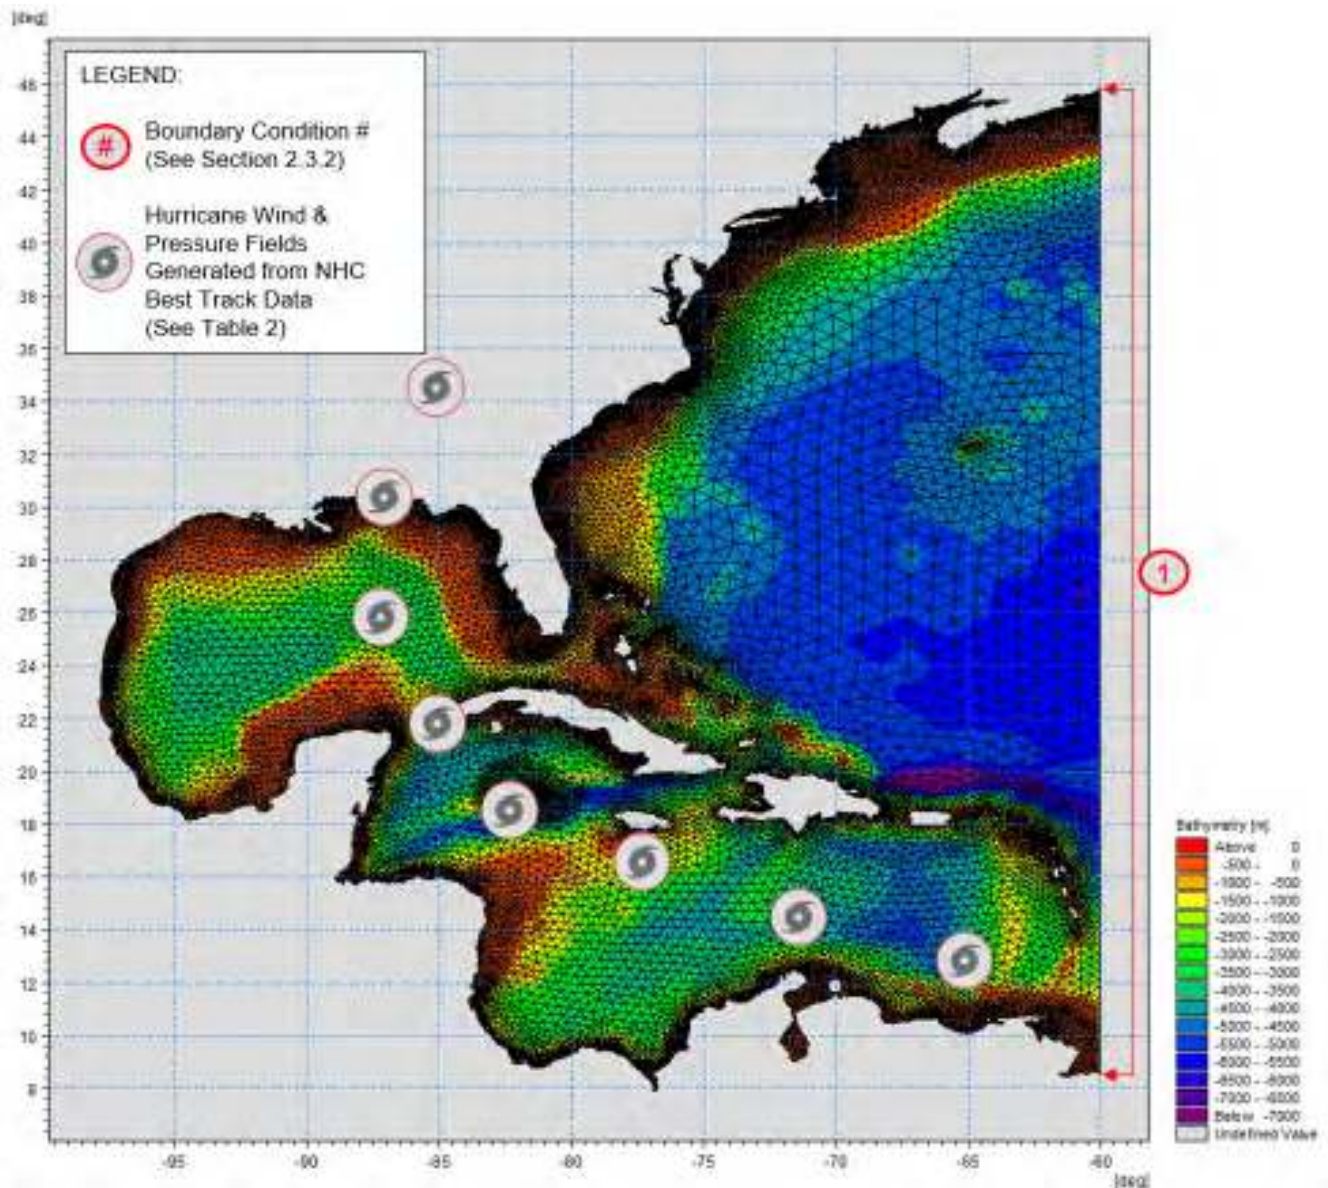 [deg]
LEGEND:
#
Boundary Condition #
(See Section 2.3.2)
Hurricane Wind &
Pressure Fields
Generated from NHC
Best Track Data
(See Table 2)
46
44
42
40
38
36
34
32
30
28
26
24
22
20
18
16
14
12
10
8
1
Bathymetry [m]
Above 0
-500 - 0
-1000 - -500
-1500 - -1000
-2000 - -1500
-2500 - -2000
-3000 - -2500
-3500 - -3000
-4000 - -3500
-4500 - -4000
-5000 - -4500
-5500 - -5000
-6000 - -5500
-6500 - -6000
-7000 - -6500
Below -7000
Undefined Value
-95 -90 -85 -80 -75 -70 -65 -60
[deg]